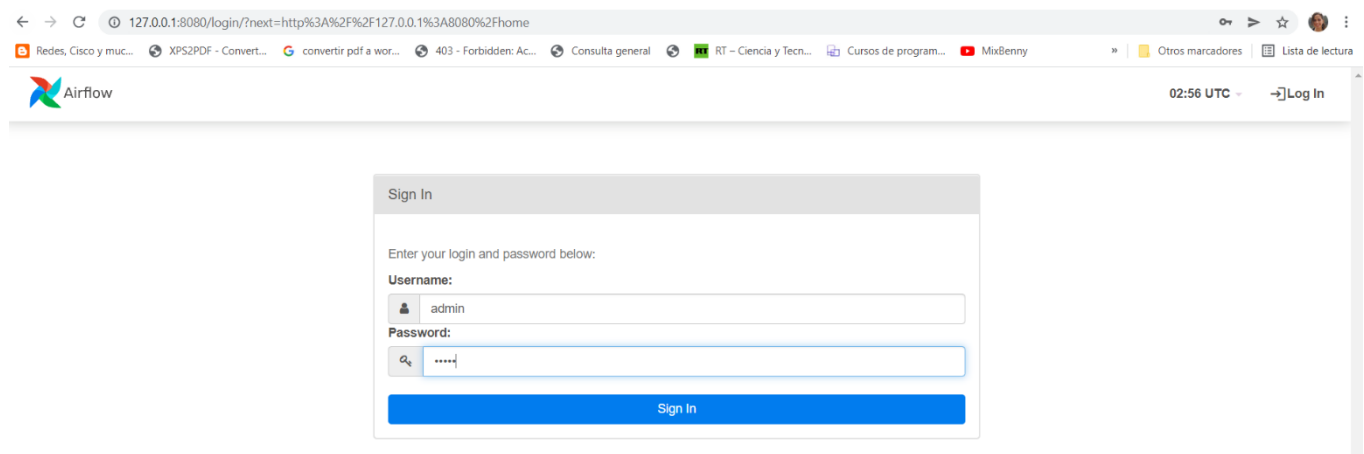 127.0.0.1:8080/login/?next=http%3A%2F%2F127.0.0.1%3A8080%2Fhome
Redes, Cisco y muc... XPS2PDF - Convert... convertir pdf a wor... 403 - Forbidden: Ac... Consulta general RT RT – Ciencia y Tecn... Cursos de program... MixBenny » Otros marcadores Lista de lectura
Airflow 02:56 UTC Log In
Sign In
Enter your login and password below:
Username:
admin
Password:
•••••
Sign In